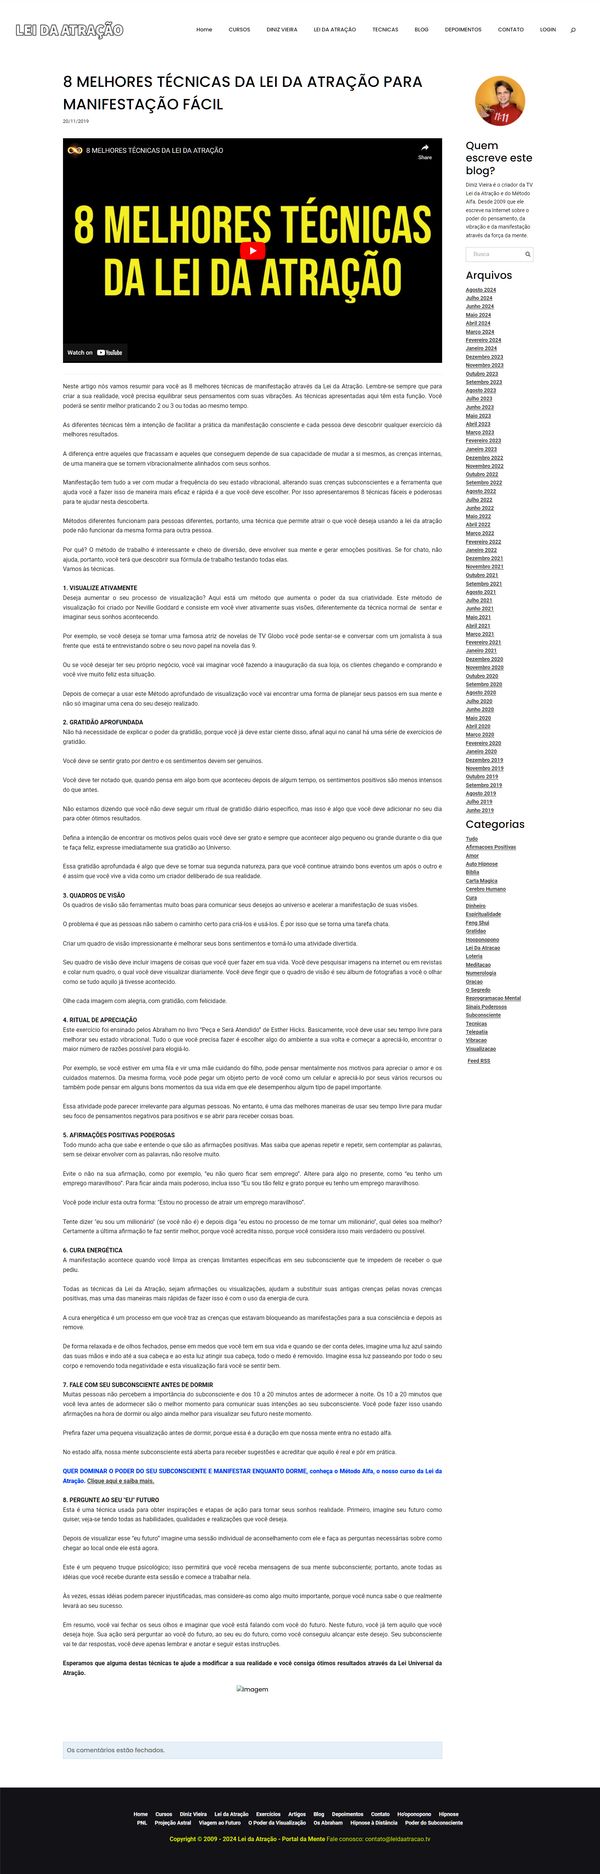 LEI DA ATRAÇÃO
Home CURSOS DINIZ VIEIRA LEI DA ATRAÇÃO TECNICAS BLOG DEPOIMENTOS CONTATO LOGIN
8 MELHORES TÉCNICAS DA LEI DA ATRAÇÃO PARA
MANIFESTAÇÃO FÁCIL
20/11/2019
8 MELHORES TÉCNICAS DA LEI DA ATRAÇÃO
Share
8 MELHORES TÉCNICAS
DA LEI DA ATRAÇÃO
Watch on YouTube
Neste artigo nós vamos resumir para você as 8 melhores técnicas de manifestação através da Lei da Atração. Lembre-se sempre que para
criar a sua realidade, você precisa equilibrar seus pensamentos com suas vibrações. As técnicas apresentadas aqui têm esta função. Você
poderá se sentir melhor praticando 2 ou 3 ou todas ao mesmo tempo.
As diferentes técnicas têm a intenção de facilitar a prática da manifestação consciente e cada pessoa deve descobrir qualquer exercício dá
melhores resultados.
A diferença entre aqueles que fracassam e aqueles que conseguem depende de sua capacidade de mudar a si mesmos, as crenças internas,
de uma maneira que se tornem vibracionalmente alinhados com seus sonhos.
Manifestação tem tudo a ver com mudar a frequência do seu estado vibracional, alterando suas crenças subconscientes e a ferramenta que
ajuda você a fazer isso de maneira mais eficaz e rápida é a que você deve escolher. Por isso apresentaremos 8 técnicas fáceis e poderosas
para te ajudar nesta descoberta.
Métodos diferentes funcionam para pessoas diferentes, portanto, uma técnica que permite atrair o que você deseja usando a lei da atração
pode não funcionar da mesma forma para outra pessoa.
Por quê? O método de trabalho é interessante e cheio de diversão, deve envolver sua mente e gerar emoções positivas. Se for chato, não
ajuda, portanto, você terá que descobrir sua fórmula de trabalho testando todas elas.
Vamos às técnicas.
1. VISUALIZE ATIVAMENTE
Deseja aumentar o seu processo de visualização? Aqui está um método que aumenta o poder da sua criatividade. Este método de
visualização foi criado por Neville Goddard e consiste em você viver ativamente suas visões, diferentemente da técnica normal de sentar e
imaginar seus sonhos acontecendo.
Por exemplo, se você deseja se tornar uma famosa atriz de novelas de TV Globo você pode sentar-se e conversar com um jornalista à sua
frente que está te entrevistando sobre o seu novo papel na novela das 9.
Ou se você desejar ter seu próprio negócio, você vai imaginar você fazendo a inauguração da sua loja, os clientes chegando e comprando e
você vive muito feliz esta situação.
Depois de começar a usar este Método aprofundado de visualização você vai encontrar uma forma de planejar seus passos em sua mente e
não só imaginar uma cena do seu desejo realizado.
2. GRATIDÃO APROFUNDADA
Não há necessidade de explicar o poder da gratidão, porque você já deve estar ciente disso, afinal aqui no canal há uma série de exercícios de
gratidão.
Você deve se sentir grato por dentro e os sentimentos devem ser genuínos.
Você deve ter notado que, quando pensa em algo bom que aconteceu depois de algum tempo, os sentimentos positivos são menos intensos
do que antes.
Não estamos dizendo que você não deve seguir um ritual de gratidão diário específico, mas isso é algo que você deve adicionar no seu dia
para obter ótimos resultados.
Defina a intenção de encontrar os motivos pelos quais você deve ser grato e sempre que acontecer algo pequeno ou grande durante o dia que
te faça feliz, expresse imediatamente sua gratidão ao Universo.
Essa gratidão aprofundada é algo que deve se tornar sua segunda natureza, para que você continue atraindo bons eventos um após o outro e
é assim que você vive a vida como um criador deliberado de sua realidade.
3. QUADROS DE VISÃO
Os quadros de visão são ferramentas muito boas para comunicar seus desejos ao universo e acelerar a manifestação de suas visões.
O problema é que as pessoas não sabem o caminho certo para criá-los e usá-los. É por isso que se torna uma tarefa chata.
Criar um quadro de visão impressionante é melhorar seus bons sentimentos e torná-lo uma atividade divertida.
Seu quadro de visão deve incluir imagens de coisas que você quer fazer em sua vida. Você deve pesquisar imagens na internet ou em revistas
e colar num quadro, o qual você deve visualizar diariamente. Você deve fingir que o quadro de visão é seu álbum de fotografias a você o olhar
como se tudo aquilo já tivesse acontecido.
Olhe cada imagem com alegria, com gratidão, com felicidade.
4. RITUAL DE APRECIAÇÃO
Este exercício foi ensinado pelos Abraham no livro "Peça e Será Atendido" de Esther Hicks. Basicamente, você deve usar seu tempo livre para
melhorar seu estado vibracional. Tudo o que você precisa fazer é escolher algo do ambiente a sua volta e começar a apreciá-lo, encontrar o
maior número de razões possível para elogiá-lo.
Por exemplo, se você estiver em uma fila e vir uma mãe cuidando do filho, pode pensar mentalmente nos motivos para apreciar o amor e os
cuidados maternos. Da mesma forma, você pode pegar um objeto perto de você como um celular e apreciá-lo por seus vários recursos ou
também pode pensar em alguns bons momentos da sua vida em que ele desempenhou algum tipo de papel importante.
Essa atividade pode parecer irrelevante para algumas pessoas. No entanto, é uma das melhores maneiras de usar seu tempo livre para mudar
seu foco de pensamentos negativos para positivos e se abrir para receber coisas boas.
5. AFIRMAÇÕES POSITIVAS PODEROSAS
Todo mundo acha que sabe e entende o que são as afirmações positivas. Mas saiba que apenas repetir e repetir, sem contemplar as palavras,
sem se deixar envolver com as palavras, não resolve muito.
Evite o não na sua afirmação, como por exemplo, "eu não quero ficar sem emprego". Altere para algo no presente, como "eu tenho um
emprego maravilhoso". Para ficar ainda mais poderoso, inclua isso "Eu sou tão feliz e grato porque eu tenho um emprego maravilhoso.
Você pode incluir esta outra forma: "Estou no processo de atrair um emprego maravilhoso".
Tente dizer "eu sou um milionário" (se você não é) e depois diga "eu estou no processo de me tornar um milionário", qual deles soa melhor?
Certamente a última afirmação te faz sentir melhor, porque você acredita nisso, porque você considera isso mais verdadeiro ou possível.
6. CURA ENERGÉTICA
A manifestação acontece quando você limpa as crenças limitantes específicas em seu subconsciente que te impedem de receber o que
pediu.
Todas as técnicas da Lei da Atração, sejam afirmações ou visualizações, ajudam a substituir suas antigas crenças pelas novas crenças
positivas, mas uma das maneiras mais rápidas de fazer isso é com o uso da energia de cura.
A cura energética é um processo em que você traz as crenças que estavam bloqueando as manifestações para a sua consciência e depois as
remove.
De forma relaxada e de olhos fechados, pense em medos que você tem em sua vida e quando se der conta deles, imagine uma luz azul saindo
das suas mãos e indo até a sua cabeça e ao esta luz atingir sua cabeça, todo o medo é removido. Imagine essa luz passeando por todo o seu
corpo e removendo toda negatividade e esta visualização fará você se sentir bem.
7. FALE COM SEU SUBCONSCIENTE ANTES DE DORMIR
Muitas pessoas não percebem a importância do subconsciente e dos 10 a 20 minutos antes de adormecer à noite. Os 10 a 20 minutos que
você leva antes de adormecer são o melhor momento para comunicar suas intenções ao seu subconsciente. Você pode fazer isso usando
afirmações na hora de dormir ou algo ainda melhor para visualizar seu futuro neste momento.
Prefira fazer uma pequena visualização antes de dormir, porque essa é a duração em que nossa mente entra no estado alfa.
No estado alfa, nossa mente subconsciente está aberta para receber sugestões e acreditar que aquilo é real e pôr em prática.
QUER DOMINAR O PODER DO SEU SUBCONSCIENTE E MANIFESTAR ENQUANTO DORME, conheça o Método Alfa, o nosso curso da Lei da
Atração. Clique aqui e saiba mais.
8. PERGUNTE AO SEU "EU" FUTURO
Esta é uma técnica usada para obter inspirações e etapas de ação para tornar seus sonhos realidade. Primeiro, imagine seu futuro como
quiser, veja-se tendo todas as habilidades, qualidades e realizações que você deseja.
Depois de visualizar esse "eu futuro" imagine uma sessão individual de aconselhamento com ele e faça as perguntas necessárias sobre como
chegar ao local onde ele está agora.
Este é um pequeno truque psicológico; isso permitirá que você receba mensagens de sua mente subconsciente; portanto, anote todas as
idéias que você recebe durante esta sessão e comece a trabalhar nela.
Às vezes, essas idéias podem parecer injustificadas, mas considere-as como algo muito importante, porque você nunca sabe o que realmente
levará ao seu sucesso.
Em resumo, você vai fechar os seus olhos e imaginar que você está falando com você do futuro. Neste futuro, você já tem aquilo que você
deseja hoje. Sua ação será perguntar ao você do futuro, ao seu eu do futuro, como você conseguiu alcançar este desejo. Seu subconsciente
vai te dar respostas, você deve apenas lembrar e anotar e seguir estas instruções.
Esperamos que alguma destas técnicas te ajude a modificar a sua realidade e você consiga ótimos resultados através da Lei Universal da
Atração.
Imagem
Os comentários estão fechados.
Quem
escreve este
blog?
Diniz Vieira é o criador da TV
Lei da Atração e do Método
Alfa. Desde 2009 que ele
escreve na Internet sobre o
poder do pensamento, da
vibração e da manifestação
através da força da mente.
Busca
Arquivos
Agosto 2024
Julho 2024
Junho 2024
Maio 2024
Abril 2024
Março 2024
Fevereiro 2024
Janeiro 2024
Dezembro 2023
Novembro 2023
Outubro 2023
Setembro 2023
Agosto 2023
Julho 2023
Junho 2023
Maio 2023
Abril 2023
Março 2023
Fevereiro 2023
Janeiro 2023
Dezembro 2022
Novembro 2022
Outubro 2022
Setembro 2022
Agosto 2022
Julho 2022
Junho 2022
Maio 2022
Abril 2022
Março 2022
Fevereiro 2022
Janeiro 2022
Dezembro 2021
Novembro 2021
Outubro 2021
Setembro 2021
Agosto 2021
Julho 2021
Junho 2021
Maio 2021
Abril 2021
Março 2021
Fevereiro 2021
Janeiro 2021
Dezembro 2020
Novembro 2020
Outubro 2020
Setembro 2020
Agosto 2020
Julho 2020
Junho 2020
Maio 2020
Abril 2020
Março 2020
Fevereiro 2020
Janeiro 2020
Dezembro 2019
Novembro 2019
Outubro 2019
Setembro 2019
Agosto 2019
Julho 2019
Junho 2019
Categorias
Tudo
Afirmacoes Positivas
Amor
Auto Hipnose
Bíblia
Carta Magica
Cerebro Humano
Cura
Dinheiro
Espiritualidade
Feng Shui
Gratidao
Hooponopono
Lei Da Atracao
Loteria
Meditacao
Numerologia
Oracao
O Segredo
Reprogramacao Mental
Sinais Poderosos
Subconsciente
Tecnicas
Telepatia
Vibracao
Visualizacao
Feed RSS
Home Cursos Diniz Vieira Lei da Atração Exercícios Artigos Blog Depoimentos Contato Ho'oponopono Hipnose
PNL Projeção Astral Viagem ao Futuro O Poder da Visualização Os Abraham Hipnose à Distância Poder do Subconsciente
Copyright © 2009 - 2024 Lei da Atração - Portal da Mente Fale conosco: contato@leidaatracao.tv